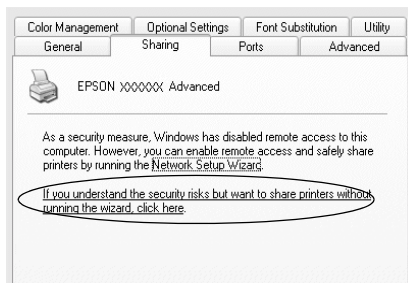 Color Management Optional Settings Font Substitution Utility
General Sharing Ports Advanced
EPSON XXXXXX Advanced
As a security measure, Windows has disabled remote access to this
computer. However, you can enable remote access and safely share
printers by running the Network Setup Wizard.
If you understand the security risks but want to share printers without
running the wizard, click here.